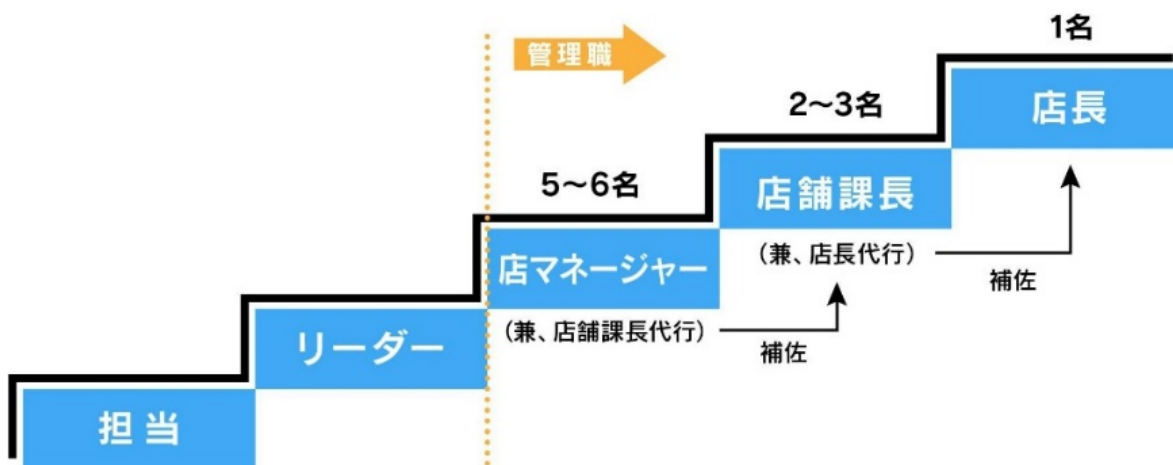 1名
管理職
2〜3名
店長
5〜6名
店舗課長
(兼、店長代行)
補佐
店マネージャー
(兼、店舗課長代行)
補佐
リーダー
担当